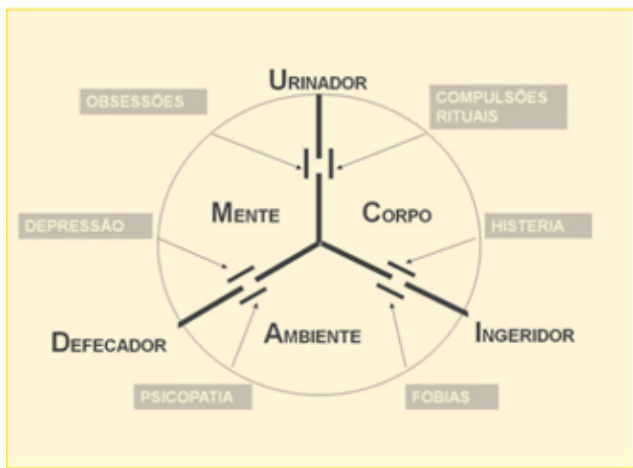 URINADOR
OBSESSÕES
COMPULSÕES
RITUAIS
MENTE
CORPO
DEPRESSÃO
HISTERIA
DEFECADOR
AMBIENTE
INGERIDOR
PSICOPATIA
FOBIAS